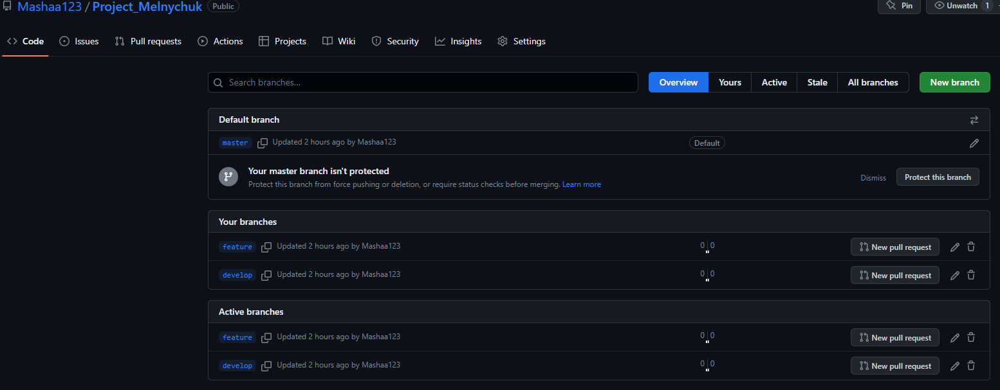 Mashaa123 / Project_Melnychuk Public Pin Unwatch 1
Code Issues Pull requests Actions Projects Wiki Security Insights Settings
Search branches... Overview Yours Active Stale All branches New branch
Default branch
master Updated 2 hours ago by Mashaa123 Default
Your master branch isn't protected
Protect this branch from force pushing or deletion, or require status checks before merging. Learn more Dismiss Protect this branch
Your branches
feature Updated 2 hours ago by Mashaa123 0 | 0 New pull request
develop Updated 2 hours ago by Mashaa123 0 | 0 New pull request
Active branches
feature Updated 2 hours ago by Mashaa123 0 | 0 New pull request
develop Updated 2 hours ago by Mashaa123 0 | 0 New pull request